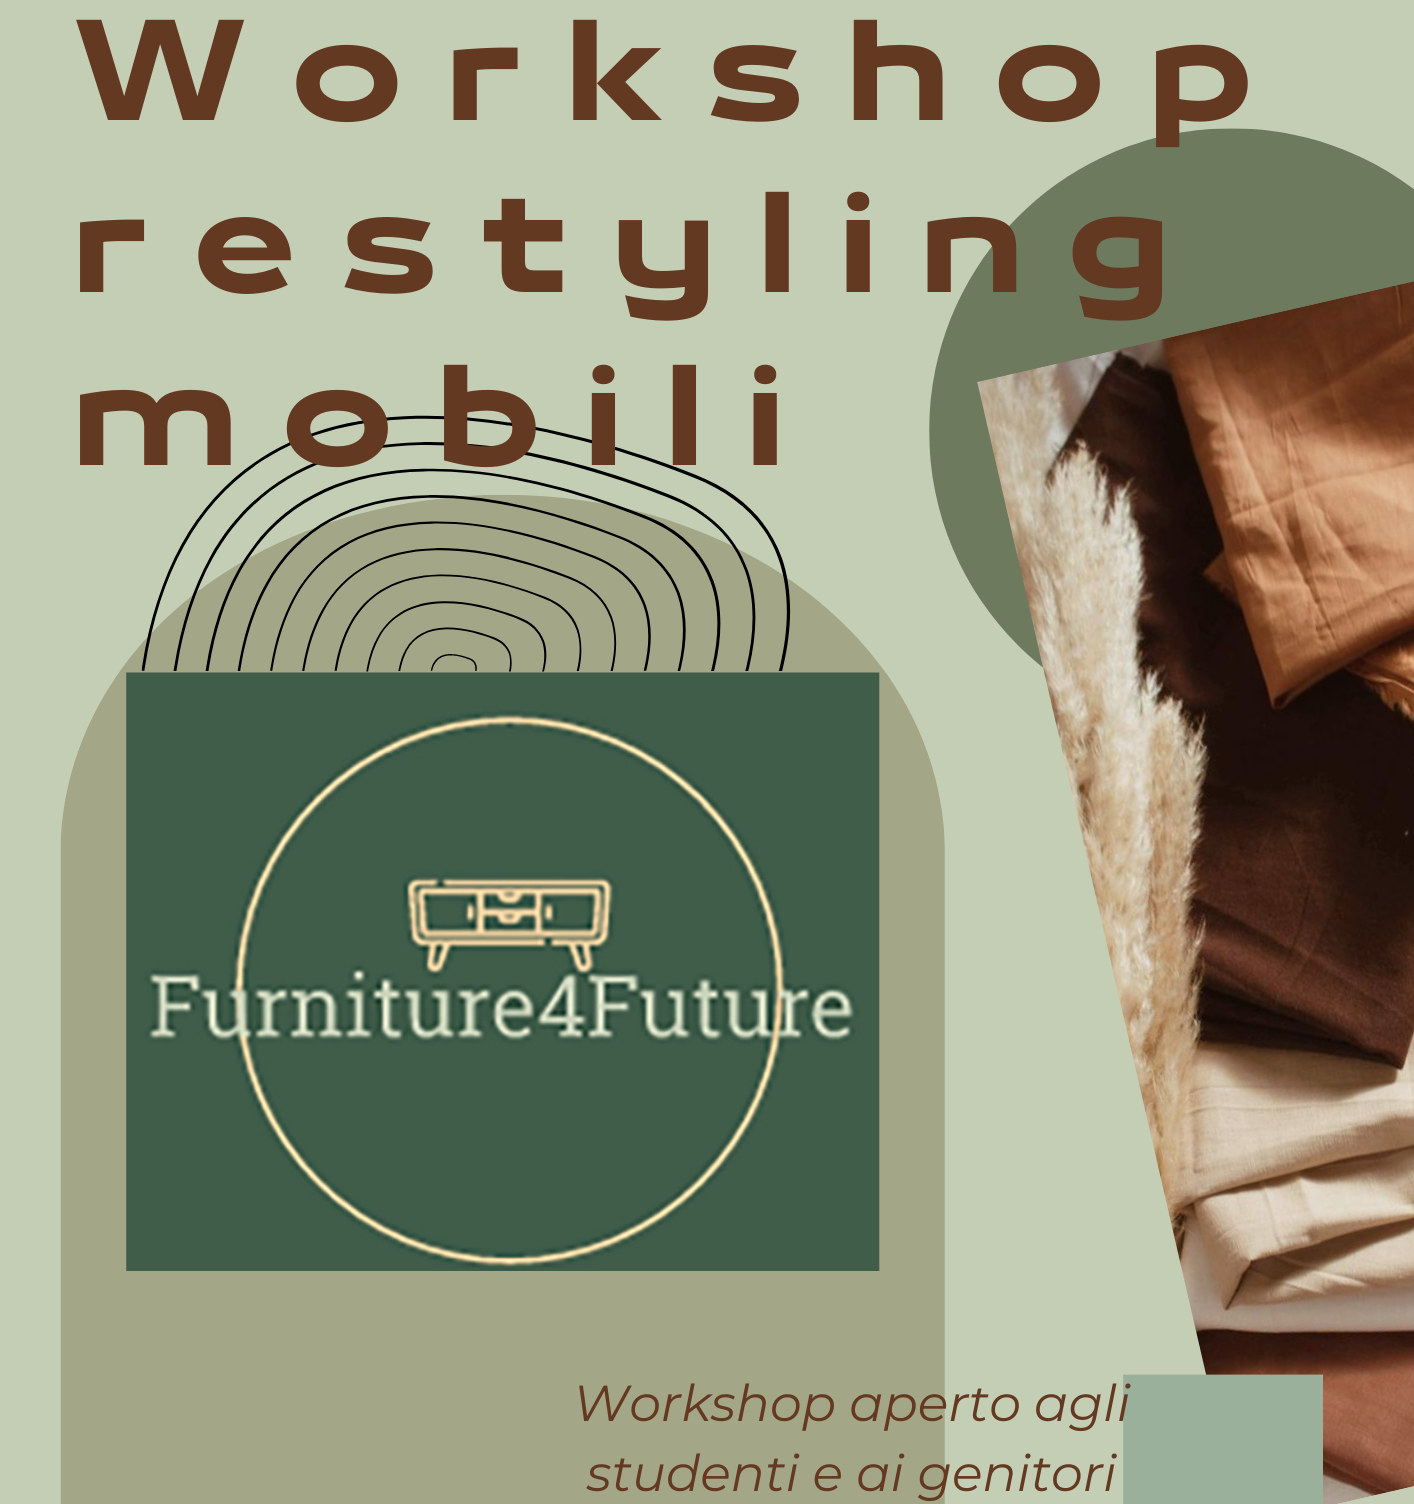 Workshop
restyling
mobili
Furniture4Future
Workshop aperto agli
studenti e ai genitori